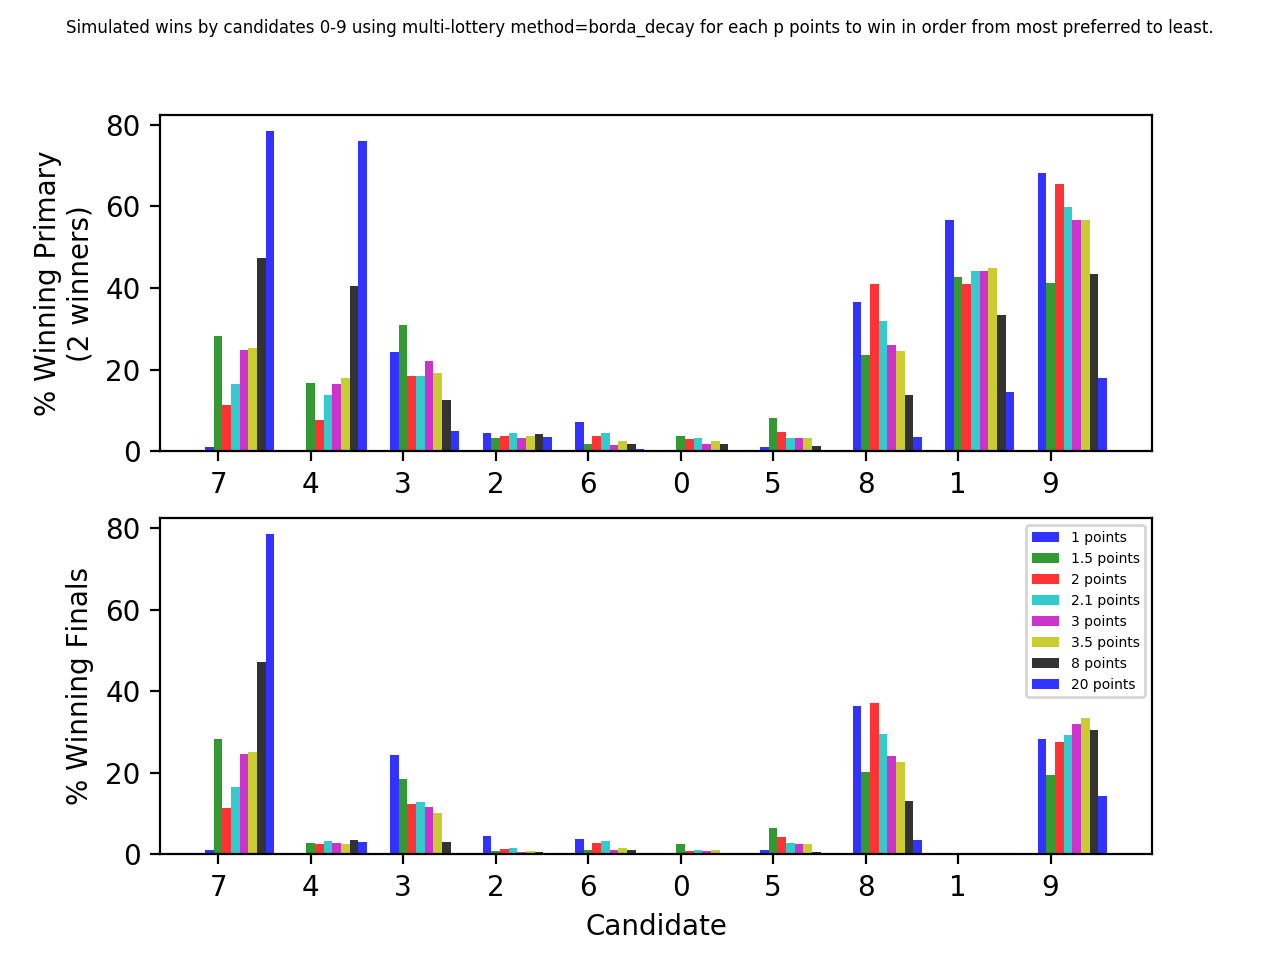 Simulated wins by candidates 0-9 using multi-lottery method=borda_decay for each p points to win in order from most preferred to least.
% Winning Primary
(2 winners)
80
60
40
20
0
7 4 3 2 6 0 5 8 1 9
% Winning Finals
80
60
40
20
0
1 points
1.5 points
2 points
2.1 points
3 points
3.5 points
8 points
20 points
7 4 3 2 6 0 5 8 1 9
Candidate